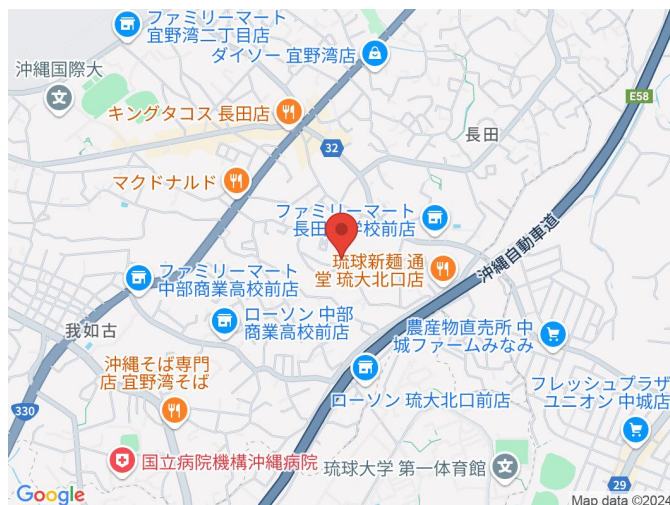 ファミリーマート
宜野湾二丁目店
ダイソー 宜野湾店
沖縄国際大
キングタコス 長田店
E58
長田
32
マクドナルド
ファミリーマート
学校前店
琉球新麺 通
堂 琉大北口店
沖縄自動車道
ファミリーマート
中部商業高校前店
ローソン 中部
商業高校前店
我如古
農産物直売所 中
城ファームみなみ
沖縄そば専門
店 宜野湾そば
ローソン 琉大北口前店
フレッシュプラザ
ユニオン 中城店
330
国立病院機構沖縄病院
琉球大学 第一体育館
29
Google
Map data ©2024